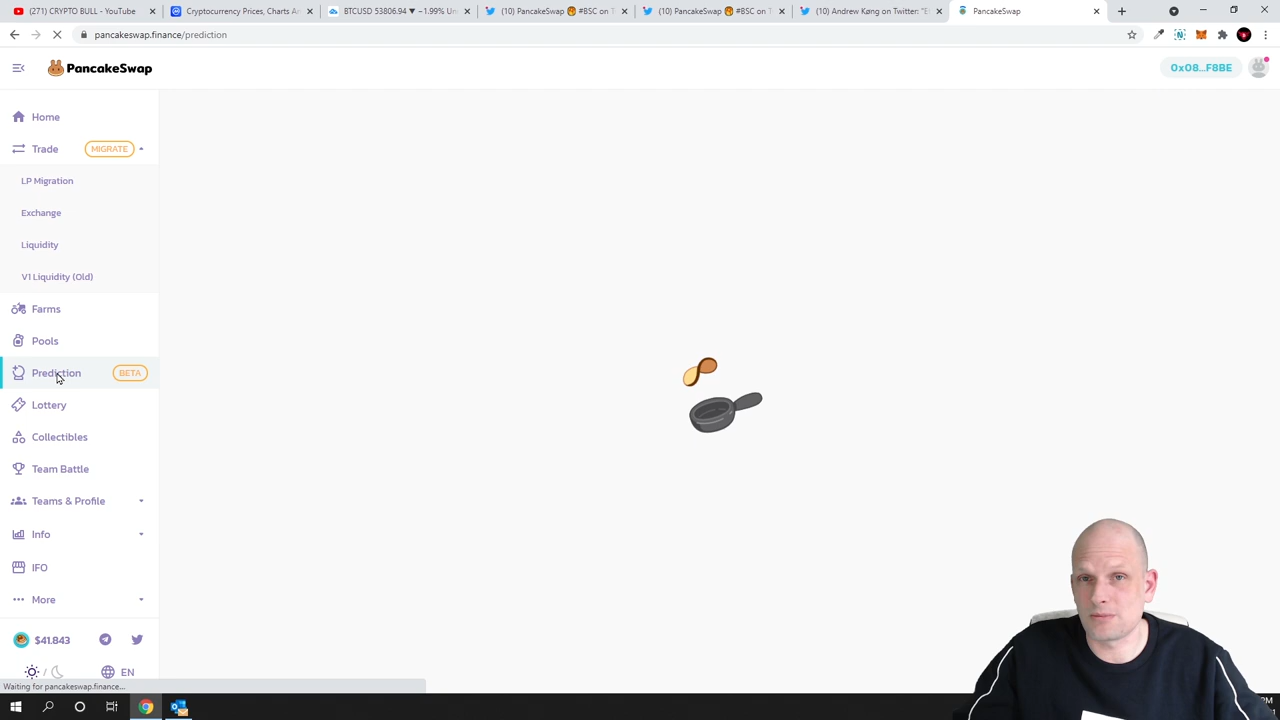 (271) CRYPTO BULL - YouTube
Cryptocurrency Prices, Charts An
BTCUSD 53806.94 ▼ −1.99% Un
(10) PancakeSwap 🥞 #BSC on T
(10) PancakeSwap 🥞 #BSC on T
(10) Andrew Kang on Twitter: "E
PancakeSwap
pancakeswap.finance/prediction
PancakeSwap
0x08...F8BE
Home
Trade
MIGRATE
LP Migration
Exchange
Liquidity
V1 Liquidity (Old)
Farms
Pools
Prediction
BETA
Lottery
Collectibles
Team Battle
Teams & Profile
Info
IFO
More
$41.843
/
EN
Waiting for pancakeswap.finance...